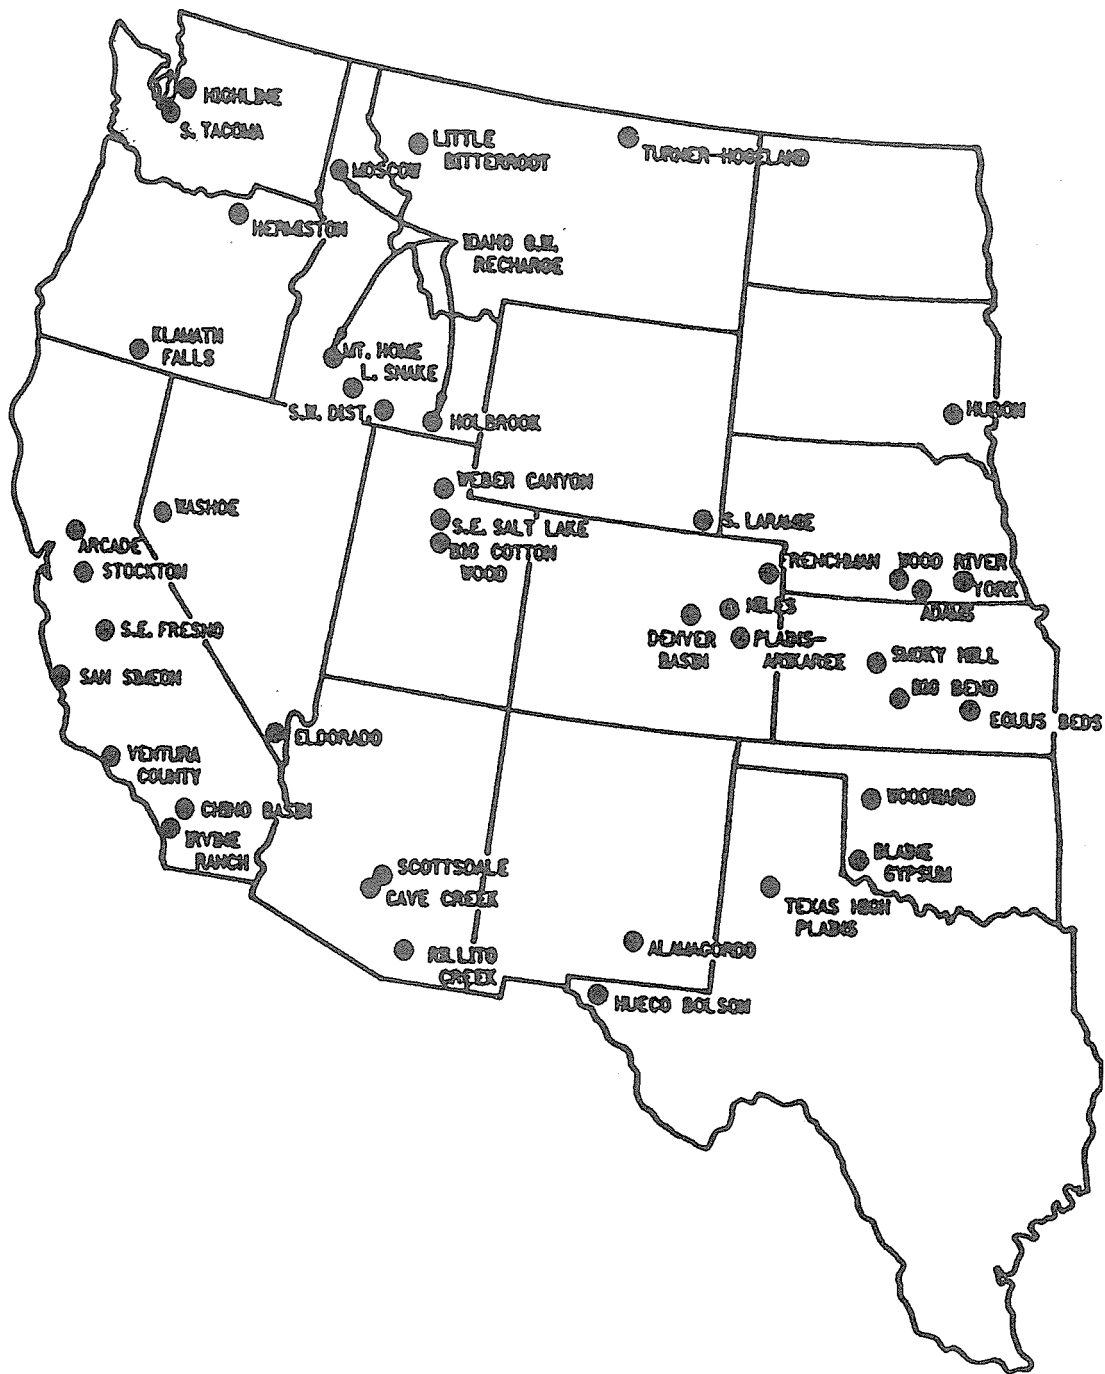 HIGHLINE
S. TACOMA
LITTLE
BITTERROOT
TURNER-HOGELAND
MOSCOW
HERMISTON
IDAHO G.W.
RECHARGE
KLAMATH
FALLS
MT. HOME
L. SNAKE
S.W. DIST.
HOLBROOK
HURON
WEBER CANYON
WASHOE
S.E. SALT LAKE
BIG COTTON
WOOD
S. LARAMIE
ARCADE
STOCKTON
FRENCHMAN
WOOD RIVER
YORK
ADAMS
S.E. FRESNO
NILES
DENVER
BASIN
PLAINS-
ARIKAREE
SMOKY HILL
SAN SIMEON
BIG BEND
EQUUS BEDS
ELDORADO
VENTURA
COUNTY
WOODWARD
CHINO BASIN
IRVINE
RANCH
BLAINE
GYPSUM
SCOTTSDALE
CAVE CREEK
TEXAS HIGH
PLAINS
RILLITO
CREEK
ALAMAGORDO
HUECO BOLSON